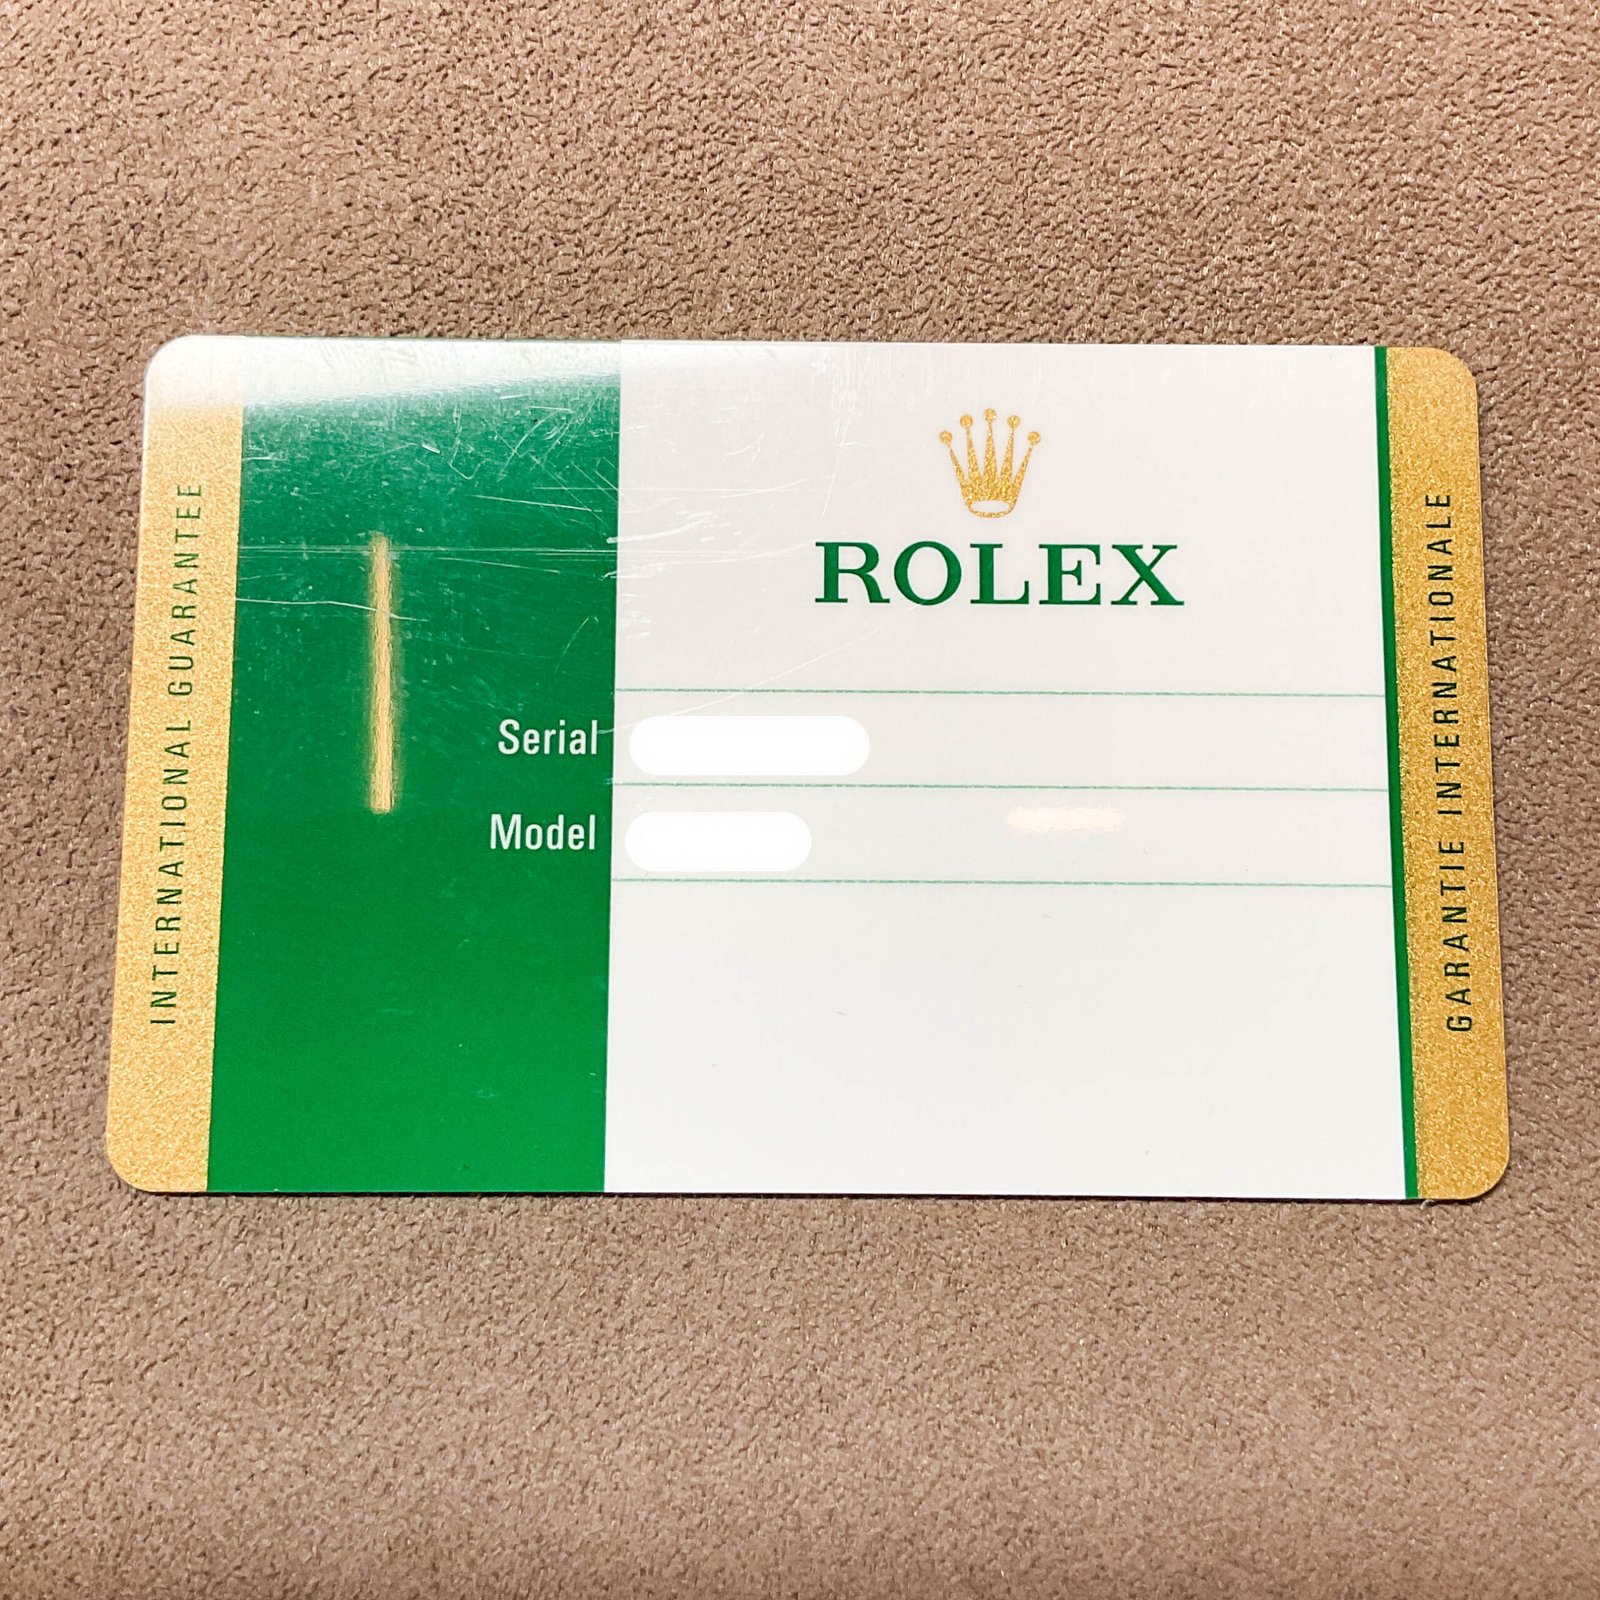 INTERNATIONAL GUARANTEE
ROLEX
Serial
Model
GARANTIE INTERNATIONALE